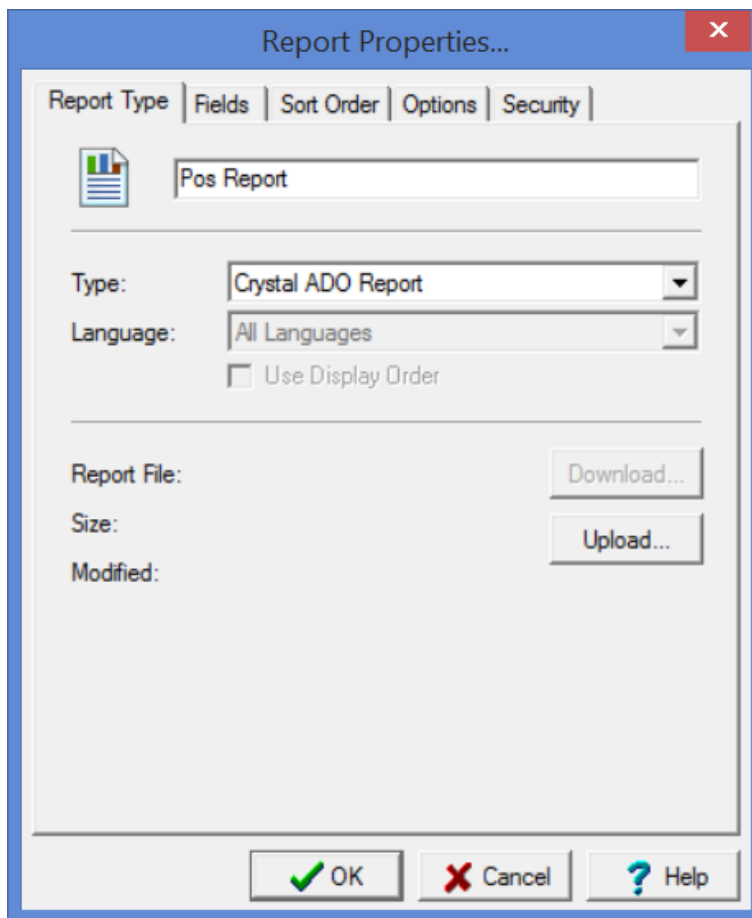 Report Properties...
Report Type Fields Sort Order Options Security
Pos Report
Type: Crystal ADO Report
Language: All Languages
Use Display Order
Report File: Download...
Size:
Upload...
Modified:
OK Cancel Help